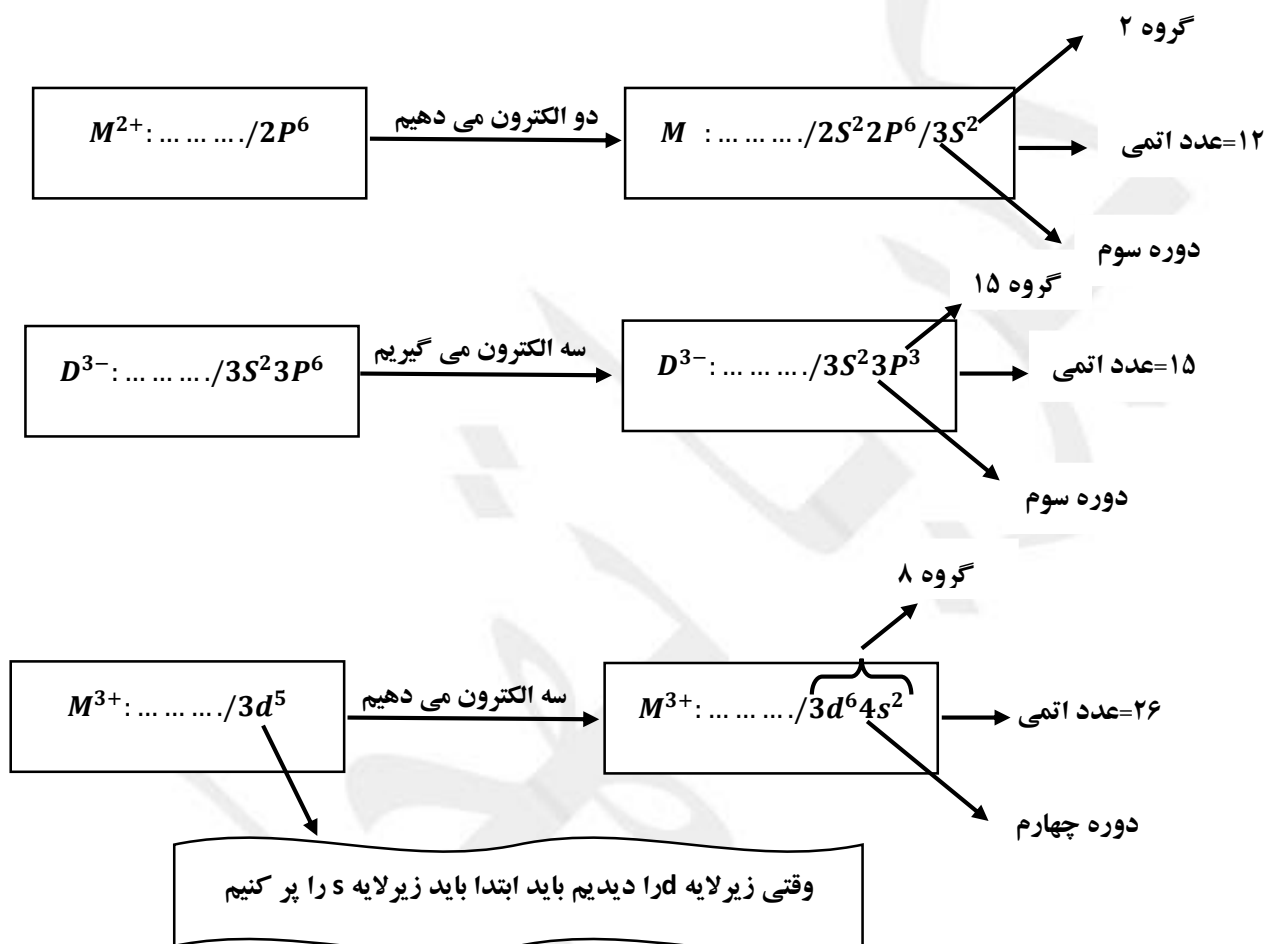 گروه ۲
M²⁺: … … …./2P⁶
دو الکترون می دهیم
M : … … …./2S²2P⁶/3S²
۱۲=عدد اتمی
دوره سوم
گروه ۱۵
D³⁻: … … …./3S²3P⁶
سه الکترون می گیریم
D³⁻: … … …./3S²3P³
۱۵=عدد اتمی
دوره سوم
گروه ۸
M³⁺: … … …./3d⁵
سه الکترون می دهیم
M³⁺: … … …./3d⁶4s²
۲۶=عدد اتمی
دوره چهارم
وقتی زیرلایه dرا دیدیم باید ابتدا باید زیرلایه s را پر کنیم